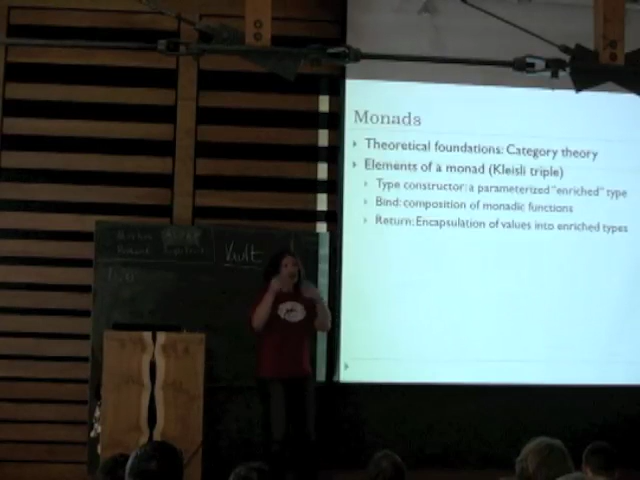 Monads
Theoretical foundations: Category theory
Elements of a monad (Kleisli triple)
Type constructor: a parameterized "enriched" type
Bind: composition of monadic functions
Return: Encapsulation of values into enriched types
Vault